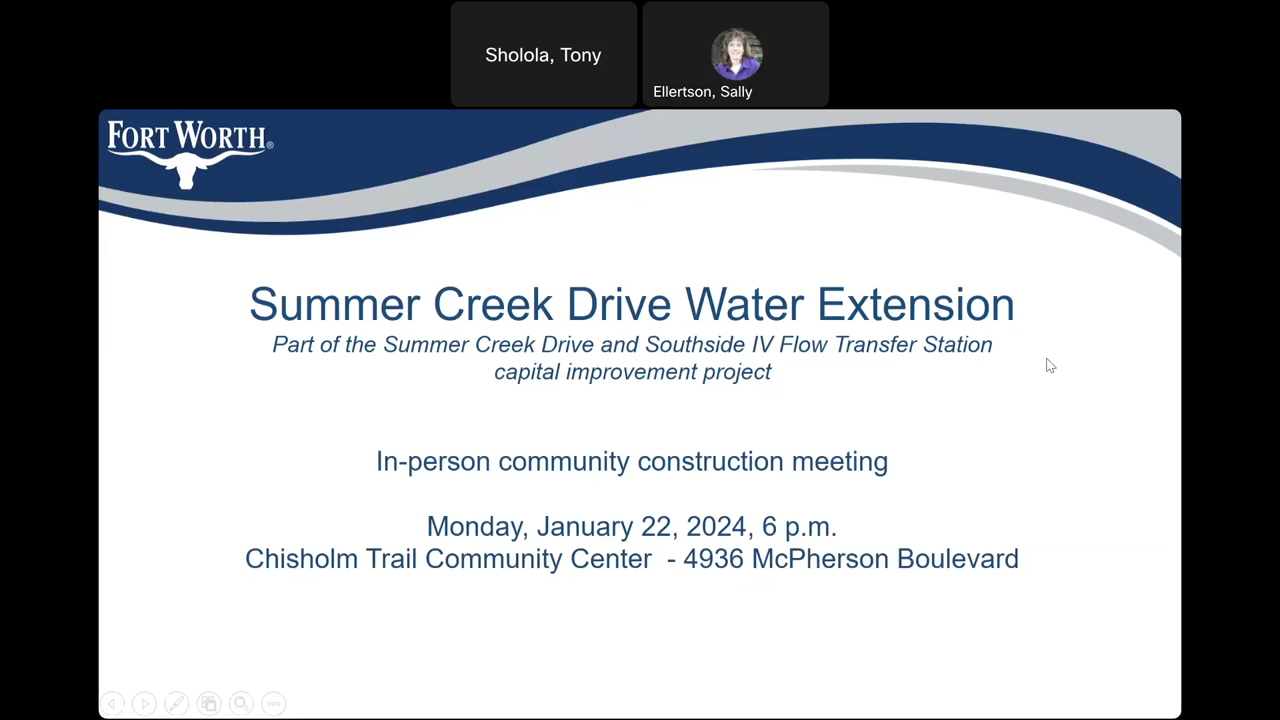 Sholola, Tony
Ellertson, Sally
FORT WORTH®
Summer Creek Drive Water Extension
Part of the Summer Creek Drive and Southside IV Flow Transfer Station
capital improvement project
In-person community construction meeting
Monday, January 22, 2024, 6 p.m.
Chisholm Trail Community Center - 4936 McPherson Boulevard